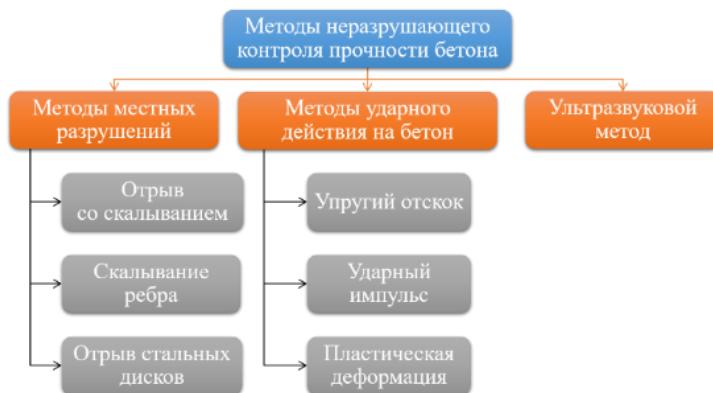 Методы неразрушающего
контроля прочности бетона
Методы местных
разрушений
Методы ударного
действия на бетон
Ультразвуковой
метод
Отрыв
со скалыванием
Скалывание
ребра
Отрыв стальных
дисков
Упругий отскок
Ударный
импульс
Пластическая
деформация